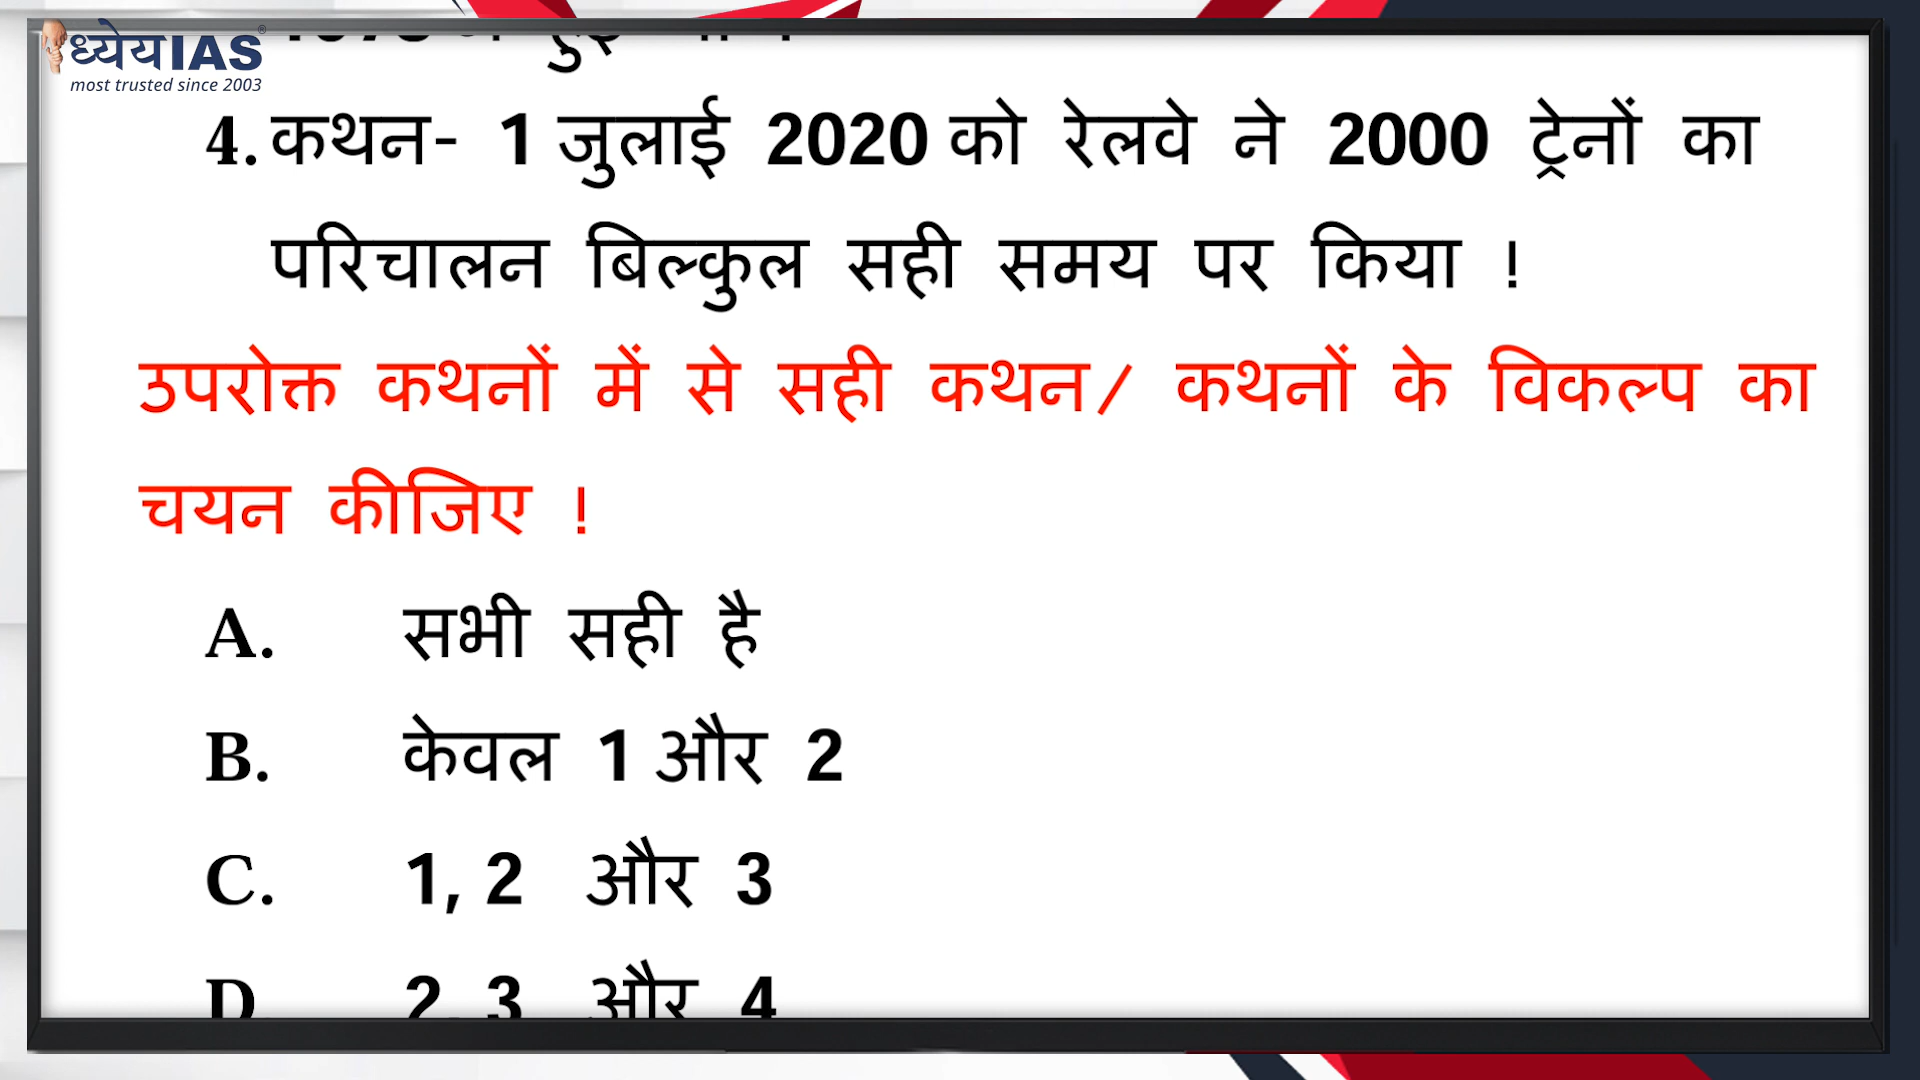 ध्येयIAS®
most trusted since 2003
4. कथन- 1 जुलाई 2020 को रेलवे ने 2000 ट्रेनों का
परिचालन बिल्कुल सही समय पर किया !
उपरोक्त कथनों में से सही कथन/ कथनों के विकल्प का
चयन कीजिए !
A. सभी सही है
B. केवल 1 और 2
C. 1, 2 और 3
D. 2, 3 और 4